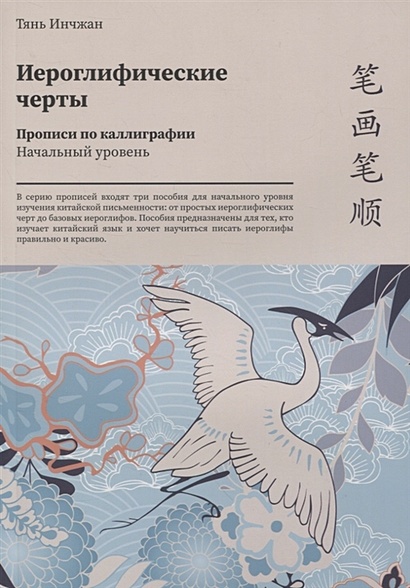 Тянь Инчжан
Иероглифические
черты
Прописи по каллиграфии
Начальный уровень
В серию прописей входят три пособия для начального уровня
изучения китайской письменности: от простых иероглифических
черт до базовых иероглифов. Пособия предназначены для тех, кто
изучает китайский язык и хочет научиться писать иероглифы
правильно и красиво.
笔画笔顺